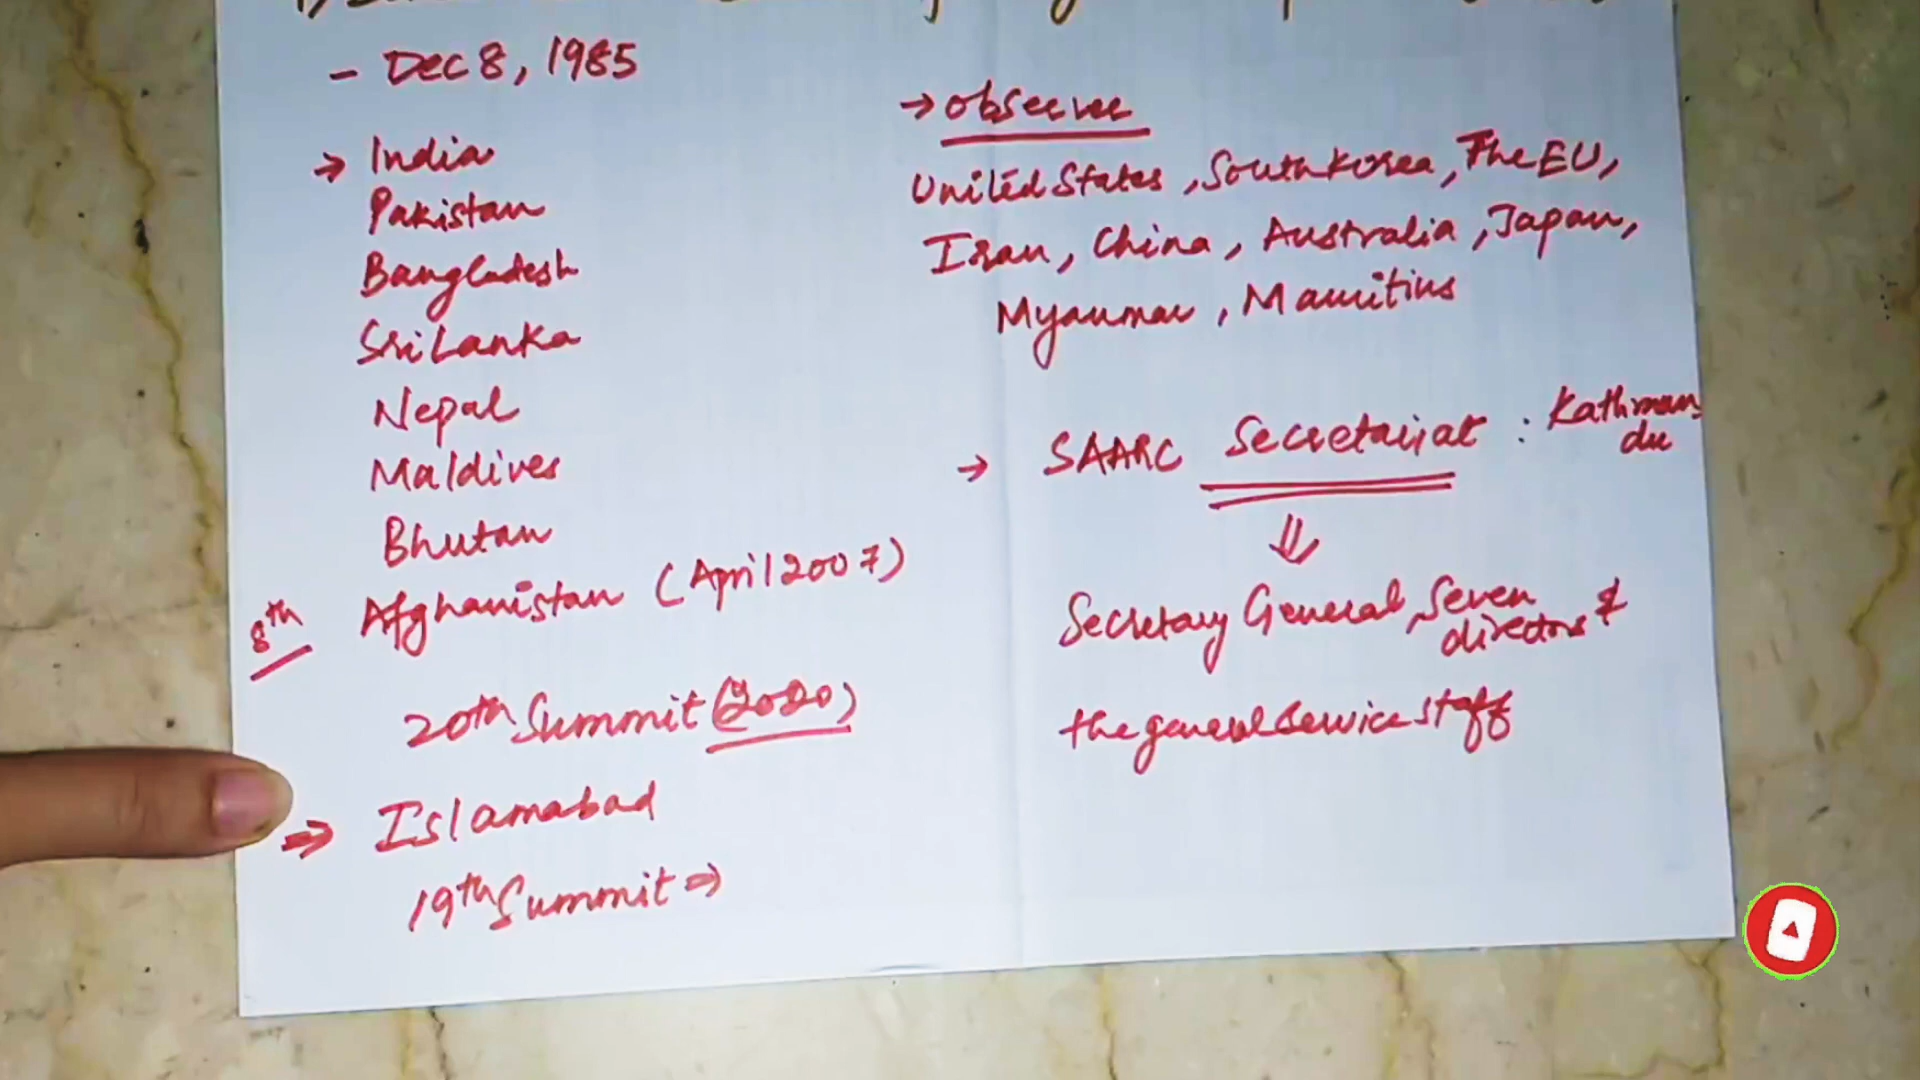 - Dec 8, 1985
→ India
Pakistan
Bangladesh
Sri Lanka
Nepal
Maldives
Bhutan
8th Afghanistan (April 2007)
20th Summit (2020)
⇒ Islamabad
19th Summit ⇒
→ observer
United States, South Korea, The EU,
Iran, China, Australia, Japan,
Myanmar, Mauritius
→ SAARC Secretariat : Kathman
du
⇓
Secretary General, Seven
directors &
the general service staff